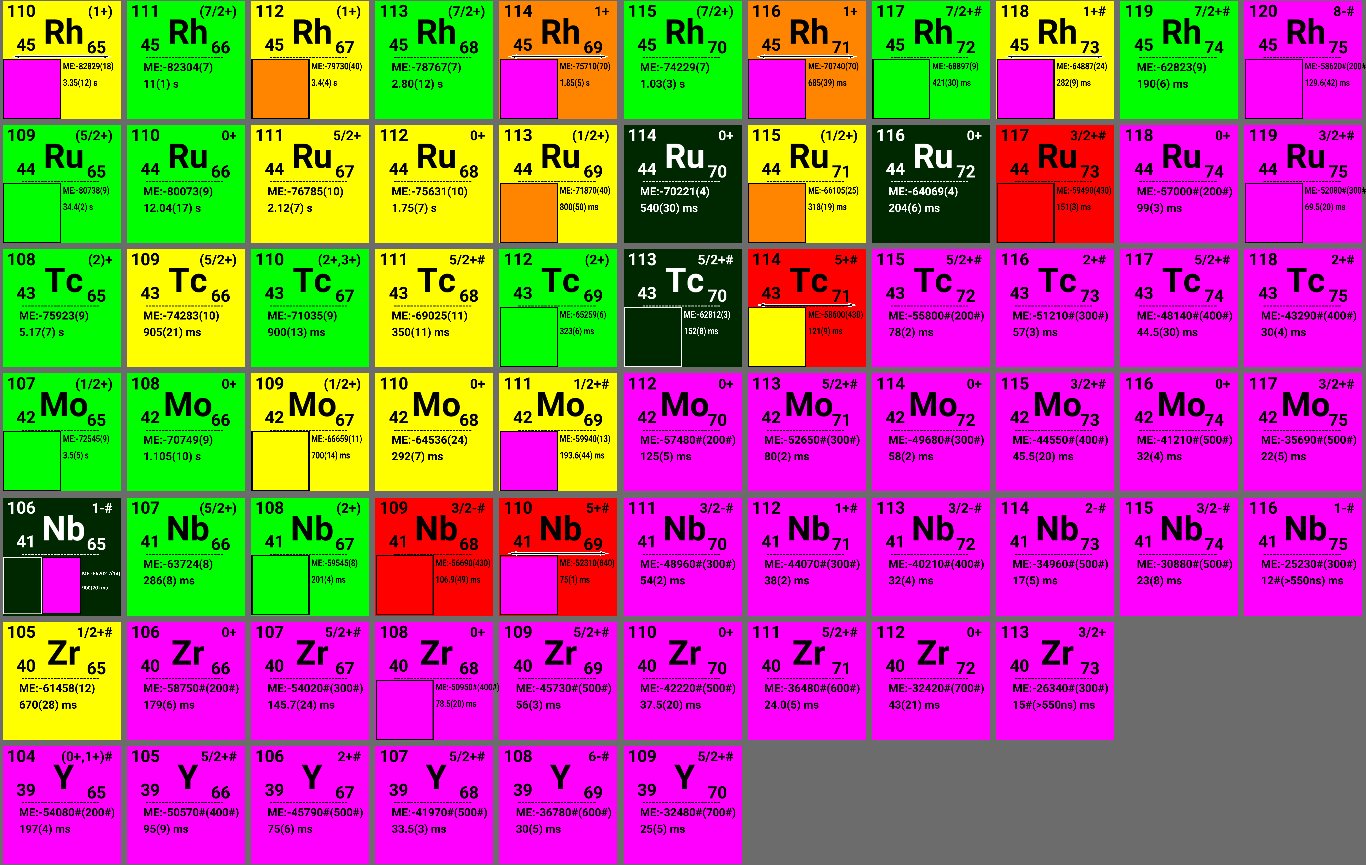 110 (1+)
45 Rh 65
ME:-82829(18)
3.35(12) s
111 (7/2+)
45 Rh 66
ME:-82304(7)
11(1) s
112 (1+)
45 Rh 67
ME:-79730(40)
3.4(4) s
113 (7/2+)
45 Rh 68
ME:-78767(7)
2.80(12) s
114 1+
45 Rh 69
ME:-75710(70)
1.85(5) s
115 (7/2+)
45 Rh 70
ME:-74229(7)
1.03(3) s
116 1+
45 Rh 71
ME:-70740(70)
685(39) ms
117 7/2+#
45 Rh 72
ME:-68897(9)
421(30) ms
118 1+#
45 Rh 73
ME:-64887(24)
282(9) ms
119 7/2+#
45 Rh 74
ME:-62823(9)
190(6) ms
120 8-#
45 Rh 75
ME:-58620#(200#
129.6(42) ms
109 (5/2+)
44 Ru 65
ME:-80738(9)
34.4(2) s
110 0+
44 Ru 66
ME:-80073(9)
12.04(17) s
111 5/2+
44 Ru 67
ME:-76785(10)
2.12(7) s
112 0+
44 Ru 68
ME:-75631(10)
1.75(7) s
113 (1/2+)
44 Ru 69
ME:-71870(40)
800(50) ms
114 0+
44 Ru 70
ME:-70221(4)
540(30) ms
115 (1/2+)
44 Ru 71
ME:-66105(25)
318(19) ms
116 0+
44 Ru 72
ME:-64069(4)
204(6) ms
117 3/2+#
44 Ru 73
ME:-59490(430)
151(3) ms
118 0+
44 Ru 74
ME:-57000#(200#)
99(3) ms
119 3/2+#
44 Ru 75
ME:-52080#(300#
69.5(20) ms
108 (2)+
43 Tc 65
ME:-75923(9)
5.17(7) s
109 (5/2+)
43 Tc 66
ME:-74283(10)
905(21) ms
110 (2+,3+)
43 Tc 67
ME:-71035(9)
900(13) ms
111 5/2+#
43 Tc 68
ME:-69025(11)
350(11) ms
112 (2+)
43 Tc 69
ME:-65259(6)
323(6) ms
113 5/2+#
43 Tc 70
ME:-62812(3)
152(8) ms
114 5+#
43 Tc 71
ME:-58600(430)
121(9) ms
115 5/2+#
43 Tc 72
ME:-55800#(200#)
78(2) ms
116 2+#
43 Tc 73
ME:-51210#(300#)
57(3) ms
117 5/2+#
43 Tc 74
ME:-48140#(400#)
44.5(30) ms
118 2+#
43 Tc 75
ME:-43290#(400#)
30(4) ms
107 (1/2+)
42 Mo 65
ME:-72545(9)
3.5(5) s
108 0+
42 Mo 66
ME:-70749(9)
1.105(10) s
109 (1/2+)
42 Mo 67
ME:-66659(11)
700(14) ms
110 0+
42 Mo 68
ME:-64536(24)
292(7) ms
111 1/2+#
42 Mo 69
ME:-59940(13)
193.6(44) ms
112 0+
42 Mo 70
ME:-57480#(200#)
125(5) ms
113 5/2+#
42 Mo 71
ME:-52650#(300#)
80(2) ms
114 0+
42 Mo 72
ME:-49680#(300#)
58(2) ms
115 3/2+#
42 Mo 73
ME:-44550#(400#)
45.5(20) ms
116 0+
42 Mo 74
ME:-41210#(500#)
32(4) ms
117 3/2+#
42 Mo 75
ME:-35690#(500#)
22(5) ms
106 1-#
41 Nb 65
107 (5/2+)
41 Nb 66
ME:-63724(8)
286(8) ms
108 (2+)
41 Nb 67
ME:-59545(8)
201(4) ms
109 3/2-#
41 Nb 68
ME:-56690(430)
106.9(49) ms
110 5+#
41 Nb 69
ME:-52310(840)
75(1) ms
111 3/2-#
41 Nb 70
ME:-48960#(300#)
54(2) ms
112 1+#
41 Nb 71
ME:-44070#(300#)
38(2) ms
113 3/2-#
41 Nb 72
ME:-40210#(400#)
32(4) ms
114 2-#
41 Nb 73
ME:-34960#(500#)
17(5) ms
115 3/2-#
41 Nb 74
ME:-30880#(500#)
23(8) ms
116 1-#
41 Nb 75
ME:-25230#(300#)
12#(>550ns) ms
105 1/2+#
40 Zr 65
ME:-61458(12)
670(28) ms
106 0+
40 Zr 66
ME:-58750#(200#)
179(6) ms
107 5/2+#
40 Zr 67
ME:-54020#(300#)
145.7(24) ms
108 0+
40 Zr 68
ME:-50950#(400#)
78.5(20) ms
109 5/2+#
40 Zr 69
ME:-45730#(500#)
56(3) ms
110 0+
40 Zr 70
ME:-42220#(500#)
37.5(20) ms
111 5/2+#
40 Zr 71
ME:-36480#(600#)
24.0(5) ms
112 0+
40 Zr 72
ME:-32420#(700#)
43(21) ms
113 3/2+
40 Zr 73
ME:-26340#(300#)
15#(>550ns) ms
104 (0+,1+)#
39 Y 65
ME:-54080#(200#)
197(4) ms
105 5/2+#
39 Y 66
ME:-50570#(400#)
95(9) ms
106 2+#
39 Y 67
ME:-45790#(500#)
75(6) ms
107 5/2+#
39 Y 68
ME:-41970#(500#)
33.5(3) ms
108 6-#
39 Y 69
ME:-36780#(600#)
30(5) ms
109 5/2+#
39 Y 70
ME:-32480#(700#)
25(5) ms